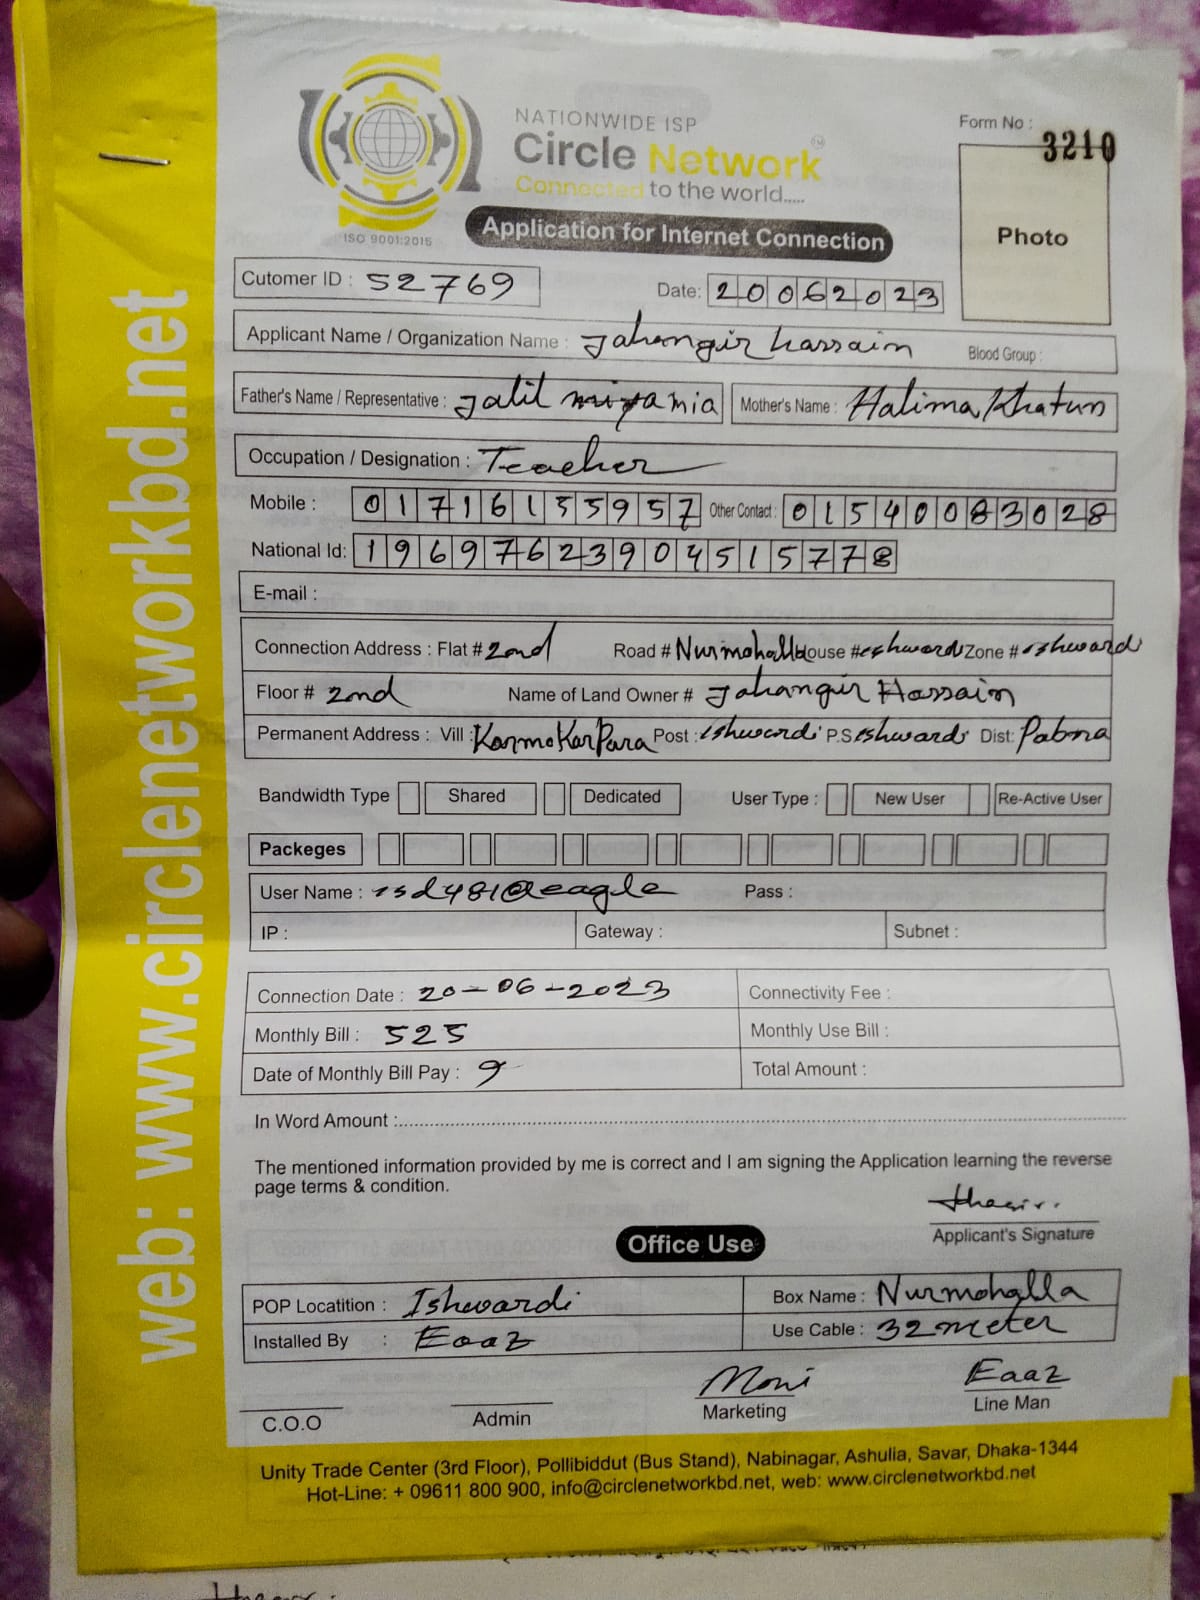 NATIONWIDE ISP
Circle Network TM
Connected to the world.....
ISO 9001:2015
Application for Internet Connection
Form No : 3210
Photo
Cutomer ID : 52769 Date: 20062023
Applicant Name / Organization Name : Jahangir hassain Blood Group :
Father's Name / Representative : Jalil mia Mother's Name : Halima Khatun
Occupation / Designation : Teacher
Mobile : 01716155957 Other Contact : 01540083028
National Id: 19697623904515778
E-mail :
Connection Address : Flat # 2nd Road # Nurmohalla House # eshwardi Zone # ishwardi
Floor # 2nd Name of Land Owner # Jahangir Hassain
Permanent Address : Vill : KarmoKarPara Post : ishwardi P.S eshwardi Dist: Pabna
Bandwidth Type Shared Dedicated User Type : New User Re-Active User
Packeges
User Name : isd481@eagle Pass :
IP : Gateway : Subnet :
Connection Date : 20-06-2023 Connectivity Fee :
Monthly Bill : 525 Monthly Use Bill :
Date of Monthly Bill Pay : 9 Total Amount :
In Word Amount :
The mentioned information provided by me is correct and I am signing the Application learning the reverse
page terms & condition.
Applicant's Signature
Office Use
POP Locatition : Ishwardi Box Name : Nurmohalla
Installed By : Eaaz Use Cable : 32 meter
Moni Eaaz
C.O.O Admin Marketing Line Man
Unity Trade Center (3rd Floor), Pollibiddut (Bus Stand), Nabinagar, Ashulia, Savar, Dhaka-1344
Hot-Line: + 09611 800 900, info@circlenetworkbd.net, web: www.circlenetworkbd.net
web: www.circlenetworkbd.net